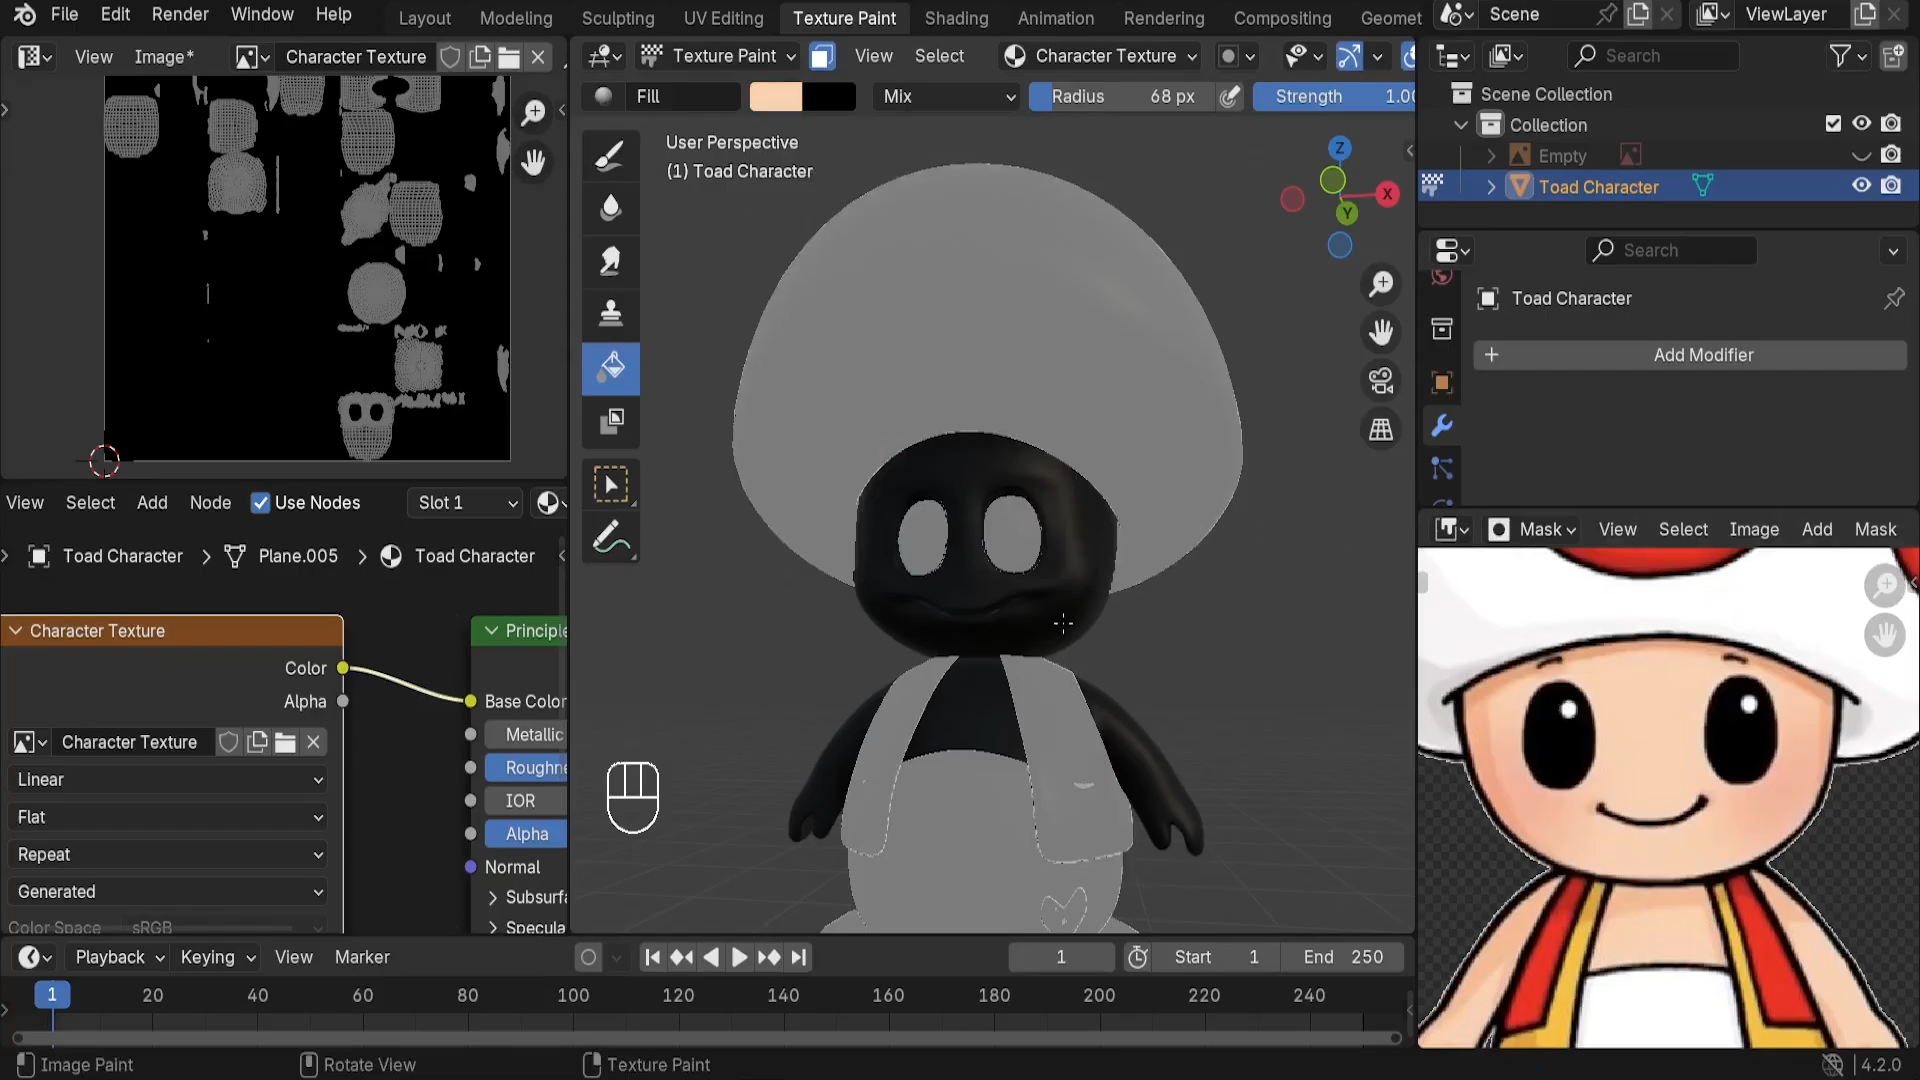 File Edit Render Window Help Layout Modeling Sculpting UV Editing Texture Paint Shading Animation Rendering Compositing Geomet Scene ViewLayer
View Image* Character Texture Texture Paint View Select Character Texture Search
Fill Mix Radius 68 px Strength 1.00
Scene Collection
Collection
Empty
Toad Character
User Perspective
(1) Toad Character
Z
X
Y
Search
Toad Character
Add Modifier
View Select Add Node Use Nodes Slot 1
Mask View Select Image Add Mask
Toad Character Plane.005 Toad Character
Character Texture
Color
Alpha
Character Texture
Linear
Flat
Repeat
Generated
Color Space sRGB
Principle
Base Color
Metallic
Roughne
IOR
Alpha
Normal
Subsurf
Specula
Playback Keying View Marker 1 Start 1 End 250
1 20 40 60 80 100 120 140 160 180 200 220 240
Image Paint Rotate View Texture Paint 4.2.0